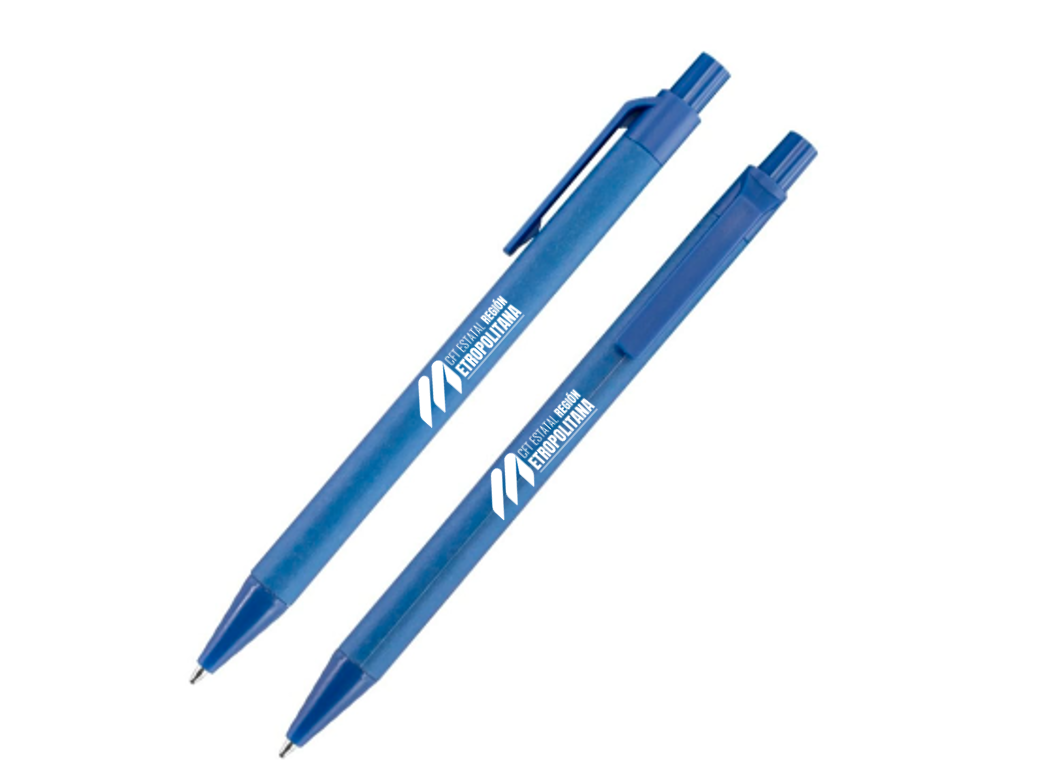 CFT ESTATAL REGIÓN
ETROPOLITANA
CFT ESTATAL REGIÓN
ETROPOLITANA